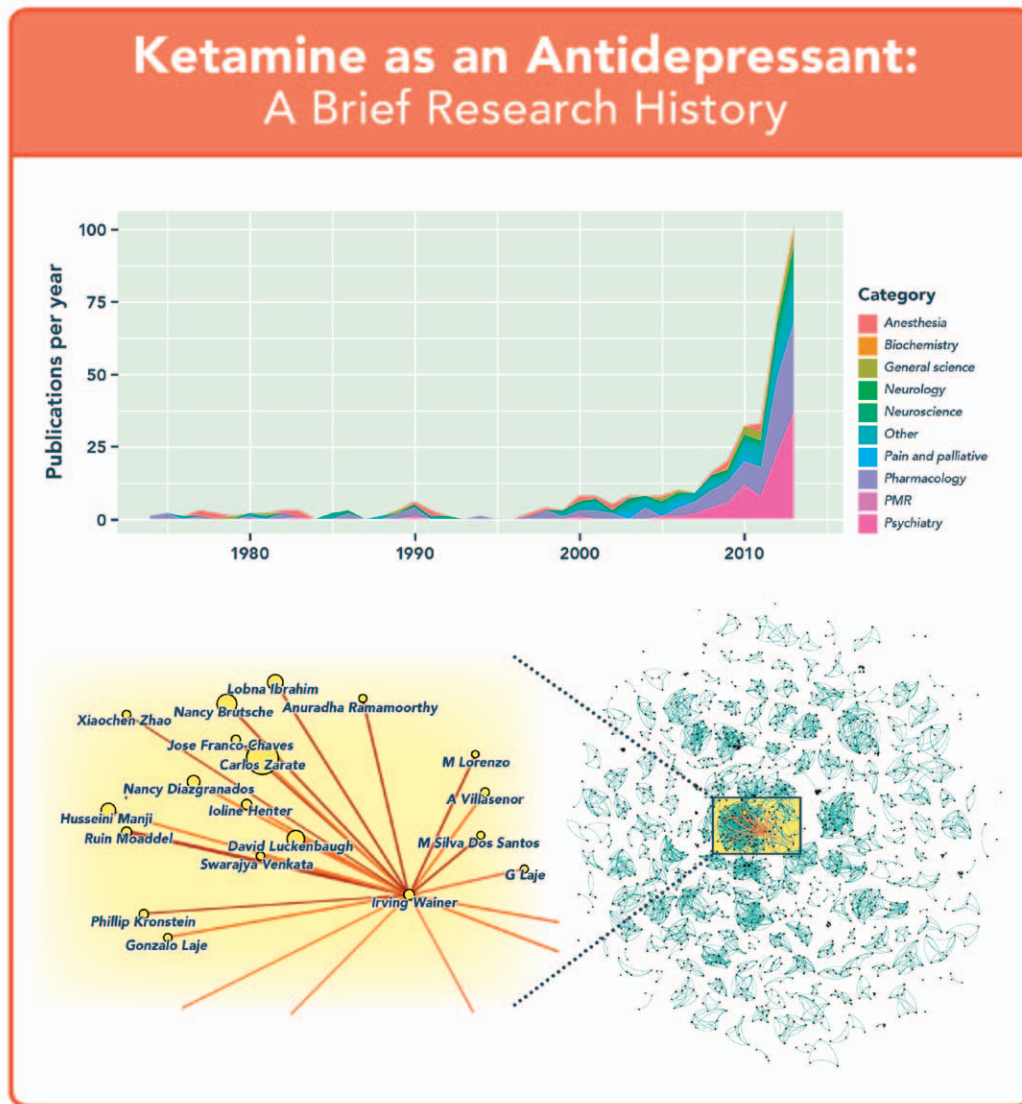 Ketamine as an Antidepressant:
A Brief Research History
Publications per year
100
75
50
25
0
1980
1990
2000
2010
Category
Anesthesia
Biochemistry
General science
Neurology
Neuroscience
Other
Pain and palliative
Pharmacology
PMR
Psychiatry
Lobna Ibrahim
Nancy Brutsche
Anuradha Ramamoorthy
Xiaochen Zhao
Jose Franco-Chaves
Carlos Zarate
M Lorenzo
Nancy Diazgranados
A Villasenor
Ioline Henter
Husseini Manji
Ruin Moaddel
David Luckenbaugh
M Silva Dos Santos
Swarajya Venkata
G Laje
Irving Wainer
Phillip Kronstein
Gonzalo Laje